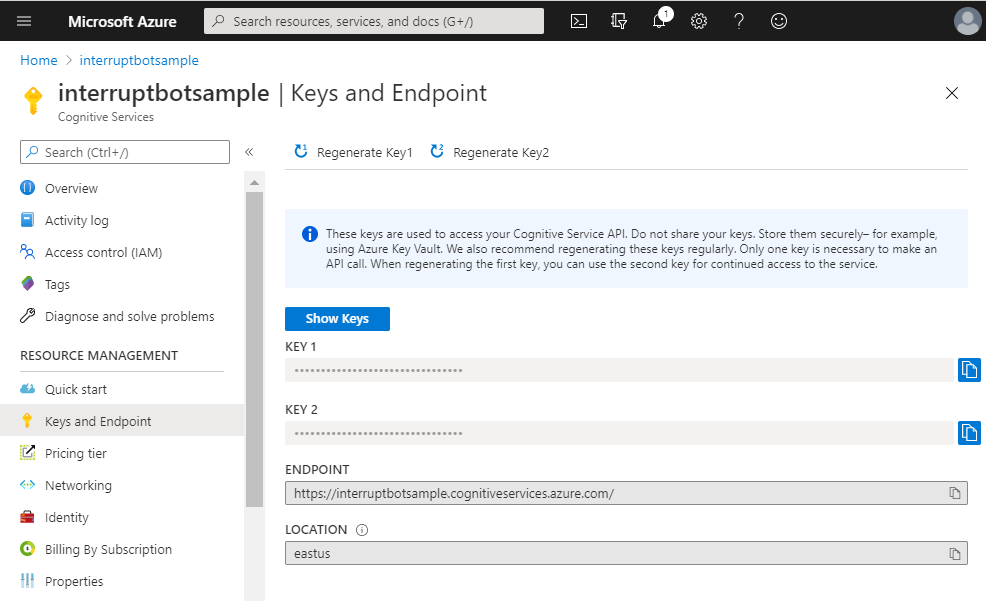 Microsoft Azure
Search resources, services, and docs (G+/)
1
Home > interruptbotsample
interruptbotsample | Keys and Endpoint
Cognitive Services
Search (Ctrl+/)
«
Overview
Activity log
Access control (IAM)
Tags
Diagnose and solve problems
RESOURCE MANAGEMENT
Quick start
Keys and Endpoint
Pricing tier
Networking
Identity
Billing By Subscription
Properties
1 Regenerate Key1
2 Regenerate Key2
These keys are used to access your Cognitive Service API. Do not share your keys. Store them securely– for example,
using Azure Key Vault. We also recommend regenerating these keys regularly. Only one key is necessary to make an
API call. When regenerating the first key, you can use the second key for continued access to the service.
Show Keys
KEY 1
••••••••••••••••••••••••••••••••
KEY 2
••••••••••••••••••••••••••••••••
ENDPOINT
https://interruptbotsample.cognitiveservices.azure.com/
LOCATION
eastus